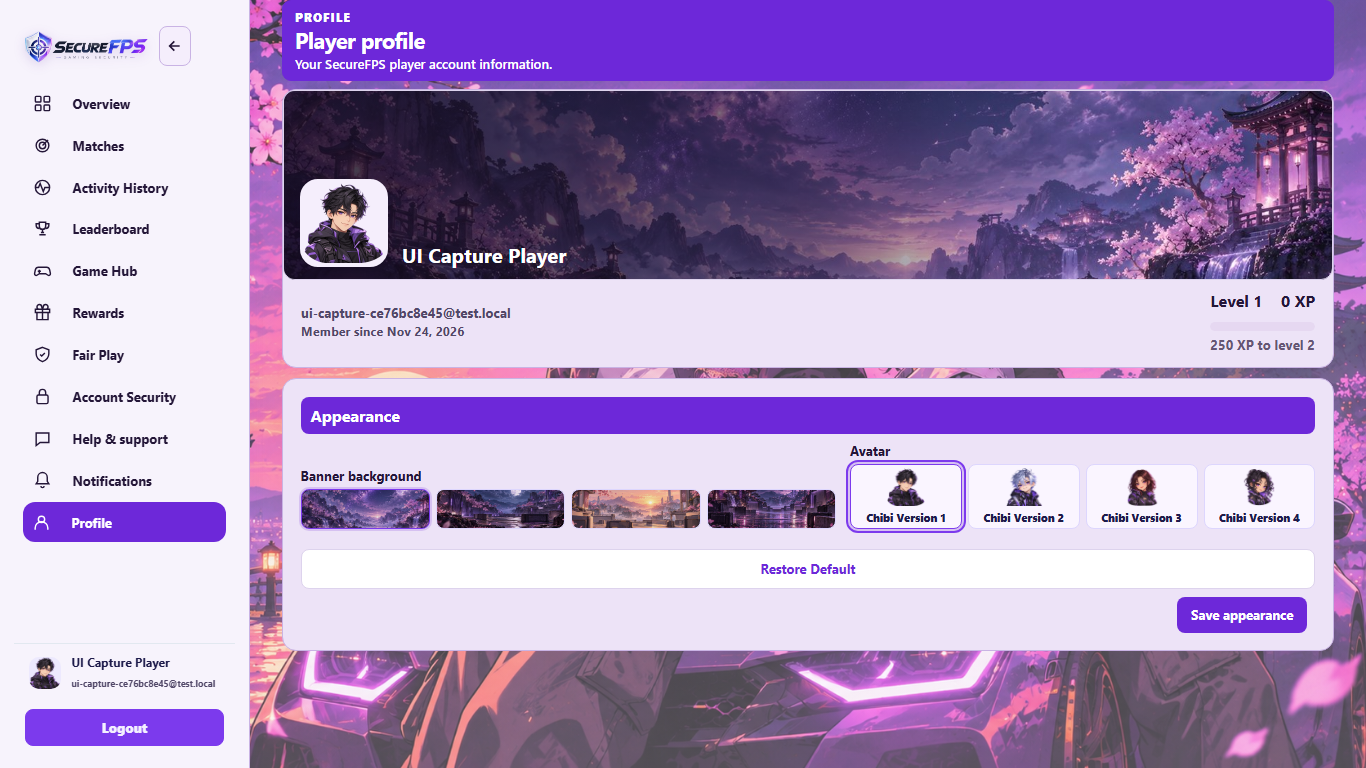 SECUREFPS
GAMING SECURITY
Overview
Matches
Activity History
Leaderboard
Game Hub
Rewards
Fair Play
Account Security
Help & support
Notifications
Profile
UI Capture Player
ui-capture-ce76bc8e45@test.local
Logout
PROFILE
Player profile
Your SecureFPS player account information.
UI Capture Player
ui-capture-ce76bc8e45@test.local
Member since Nov 24, 2026
Level 1 0 XP
250 XP to level 2
Appearance
Banner background
Avatar
Chibi Version 1
Chibi Version 2
Chibi Version 3
Chibi Version 4
Restore Default
Save appearance